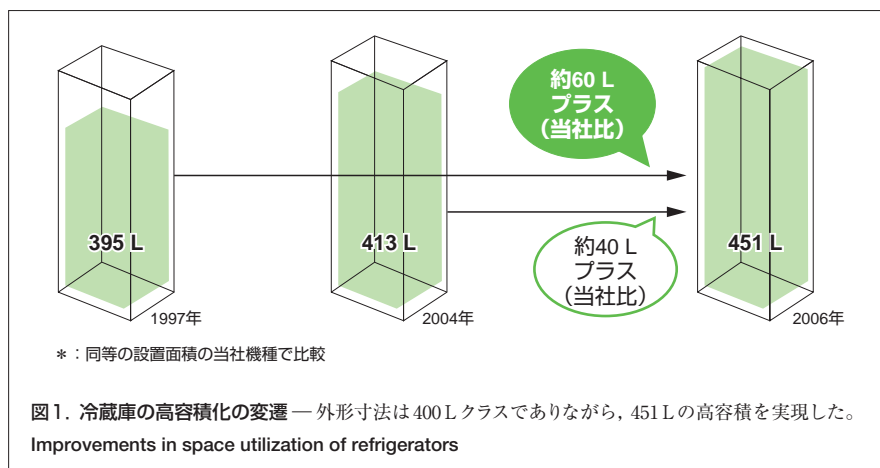 約60 L
プラス
（当社比）
395 L
413 L
451 L
約40 L
プラス
（当社比）
1997年
2004年
2006年
＊：同等の設置面積の当社機種で比較
図1. 冷蔵庫の高容積化の変遷 — 外形寸法は400 Lクラスでありながら，451 Lの高容積を実現した。
Improvements in space utilization of refrigerators